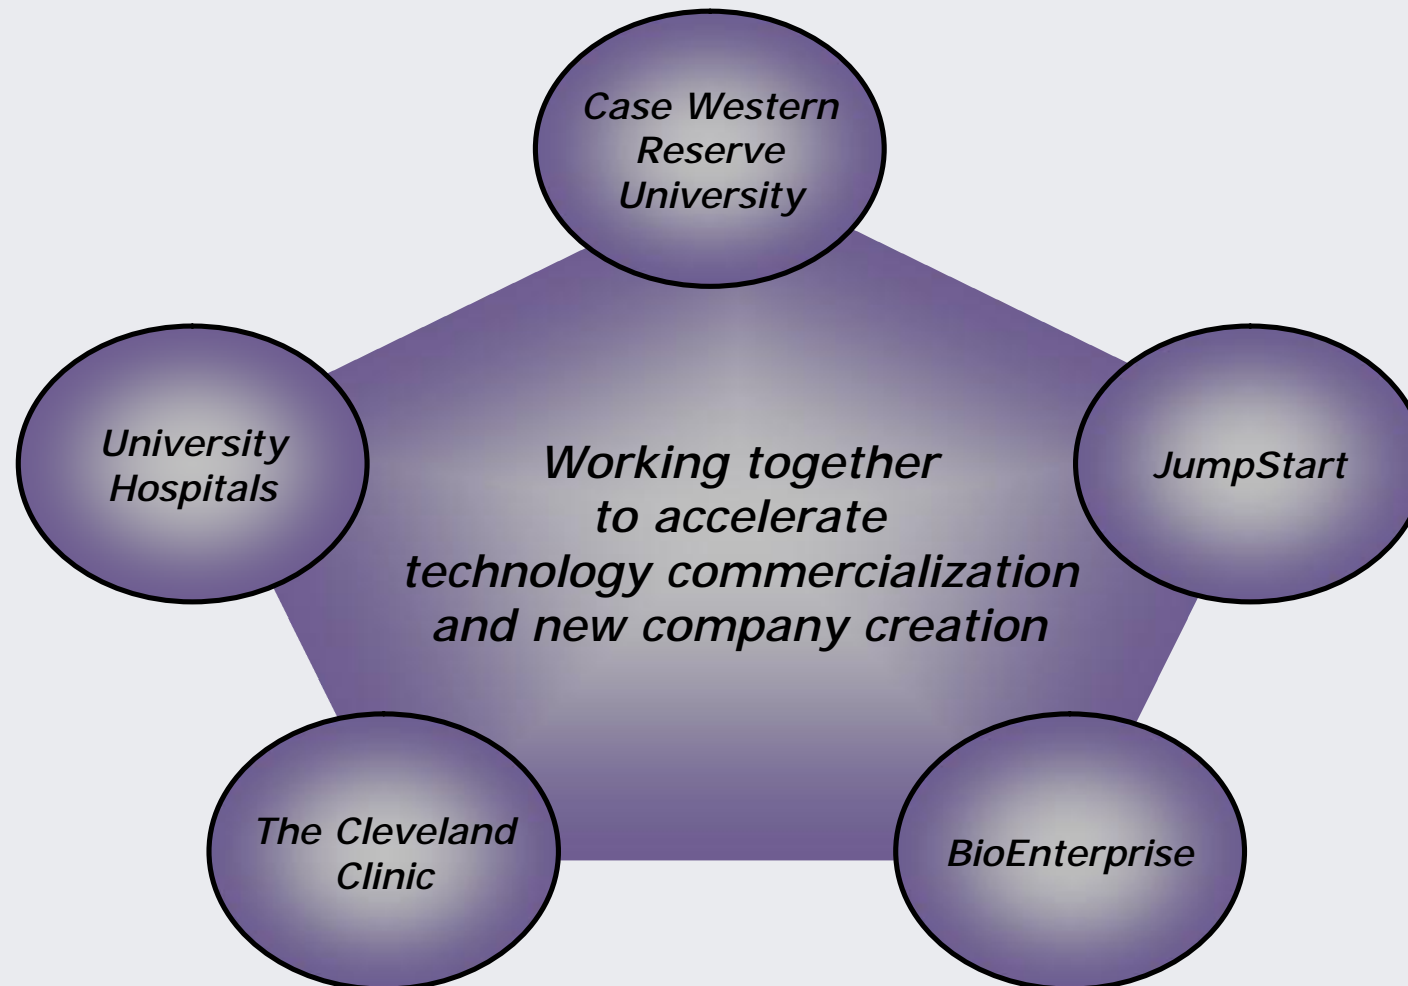 Case Western
Reserve
University
University
Hospitals
JumpStart
Working together
to accelerate
technology commercialization
and new company creation
The Cleveland
Clinic
BioEnterprise